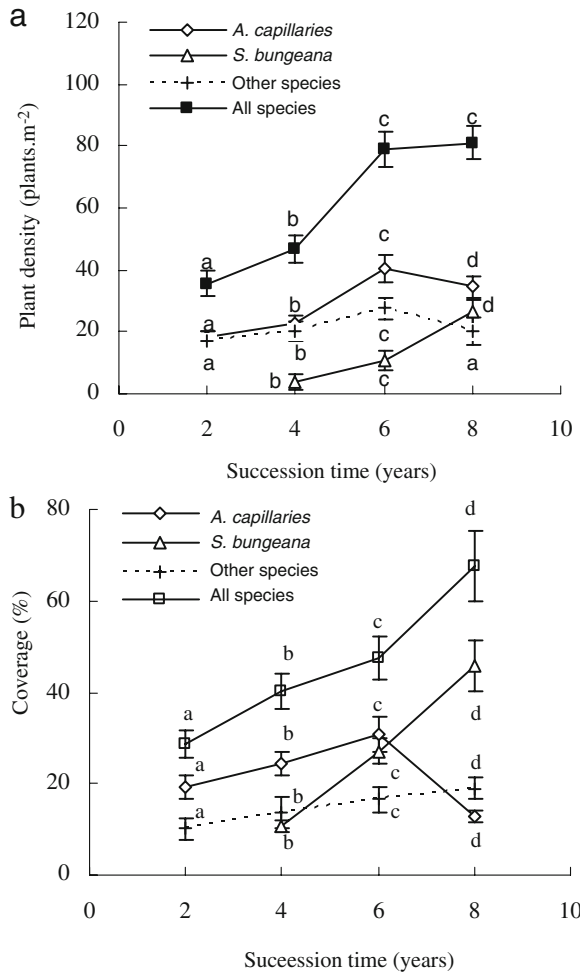 a
120
100
80
60
40
20
0
Plant density (plants.m-2)
A. capillaries
S. bungeana
Other species
All species
c
c
b
a
c
d
b
a
d
c
b
b
a
c
a
0
2
4
6
8
10
Succession time (years)
b
80
60
40
20
0
Coverage (%)
A. capillaries
S. bungeana
Other species
All species
d
c
b
a
c
b
a
d
d
c
b
a
c
b
d
0
2
4
6
8
10
Suceession time (years)